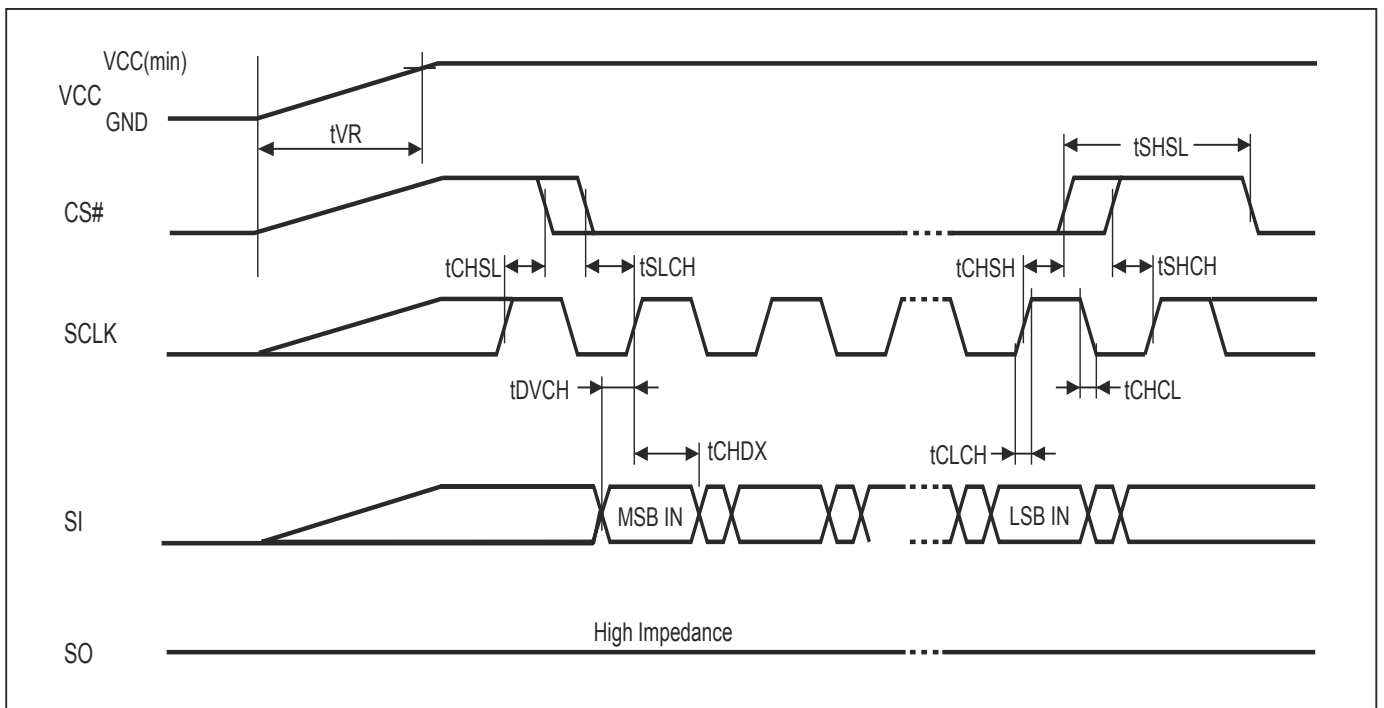 VCC(min)
VCC
GND
tVR
tSHSL
CS#
tCHSL
tSLCH
tCHSH
tSHCH
SCLK
tDVCH
tCHCL
tCHDX
tCLCH
SI
MSB IN
LSB IN
High Impedance
SO